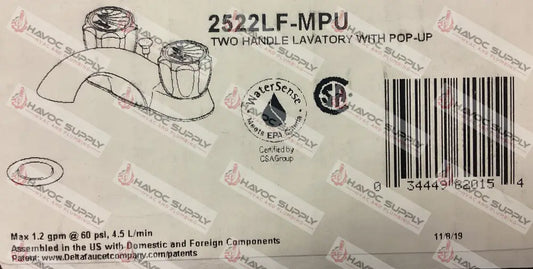 2522LF-MPU
TWO HANDLE LAVATORY WITH POP-UP
WaterSense
Meets EPA Criteria
Certified by
CSAGroup
0 34449 82015 4
Max 1.2 gpm @ 60 psi, 4.5 L/min
Assembled in the US with Domestic and Foreign Components
Patent: www.Deltafaucetcompany.com/patents
11/8/19
HAVOC SUPPLY